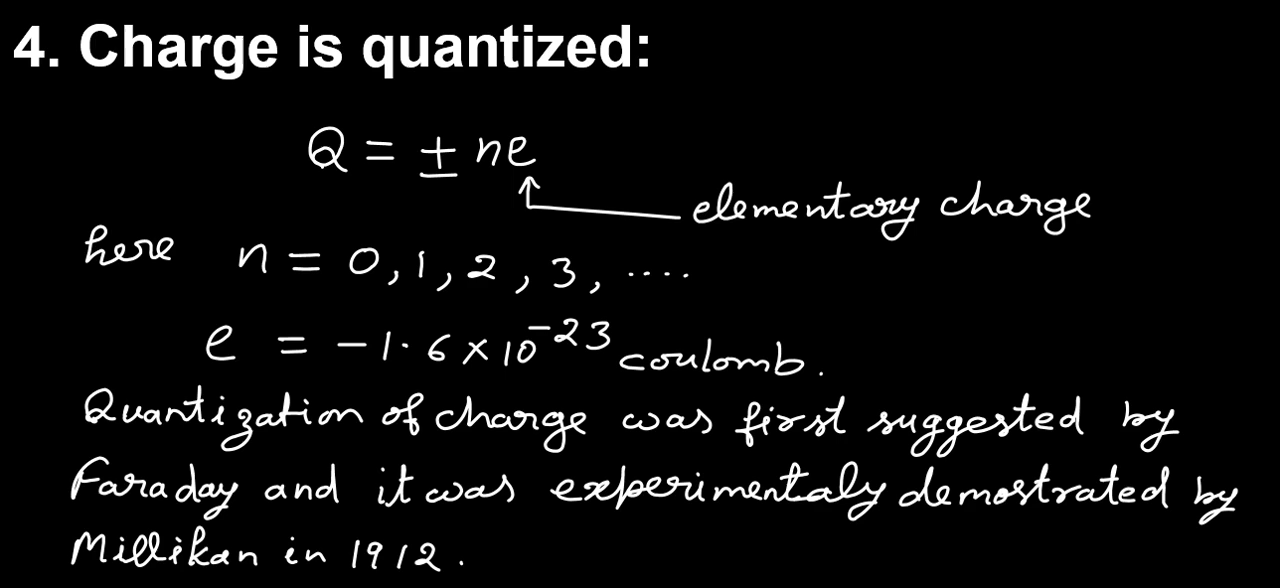 4. Charge is quantized:
Q = ± ne
elementary charge
here n = 0, 1, 2, 3, ....
e = -1.6 × 10⁻²³ coulomb.
Quantization of charge was first suggested by
Faraday and it was experimentaly demostrated by
Millikan in 1912.